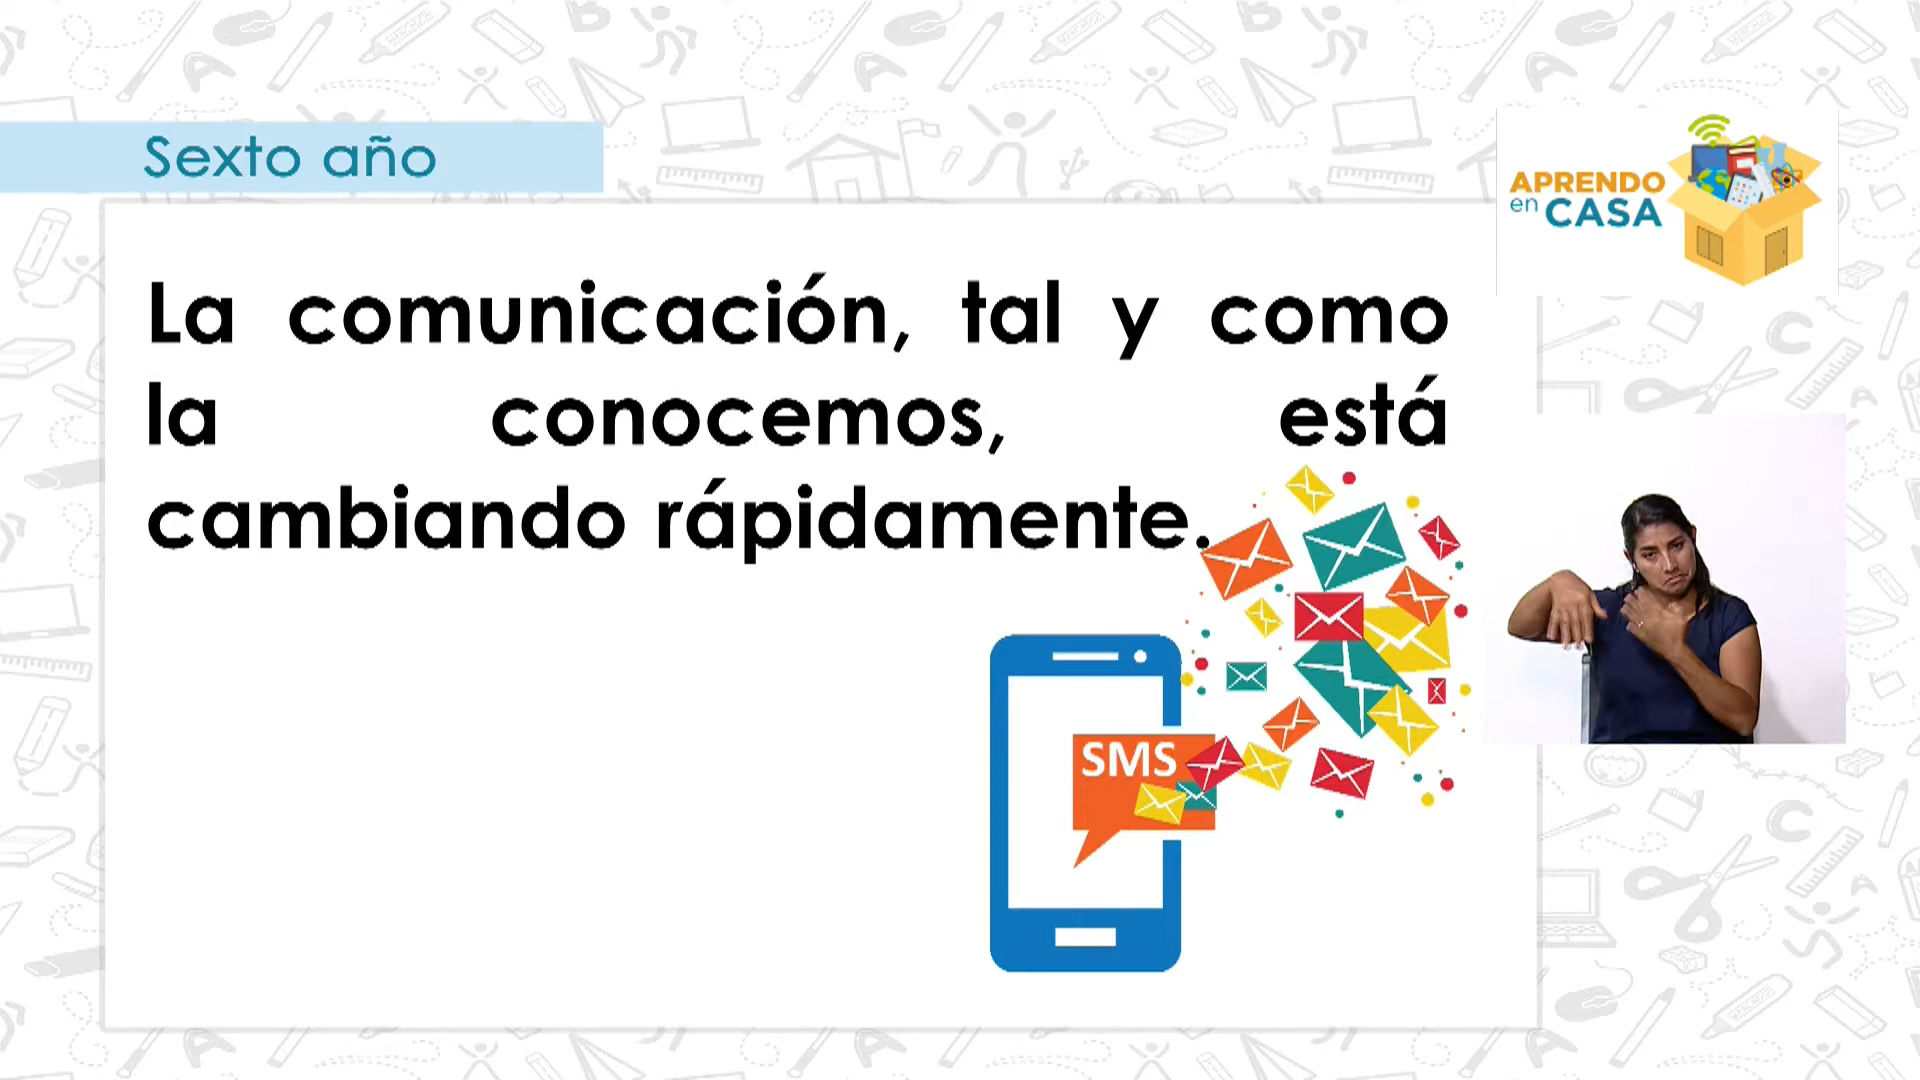 Sexto año
APRENDO
en CASA
La comunicación, tal y como
la conocemos, está
cambiando rápidamente.
SMS